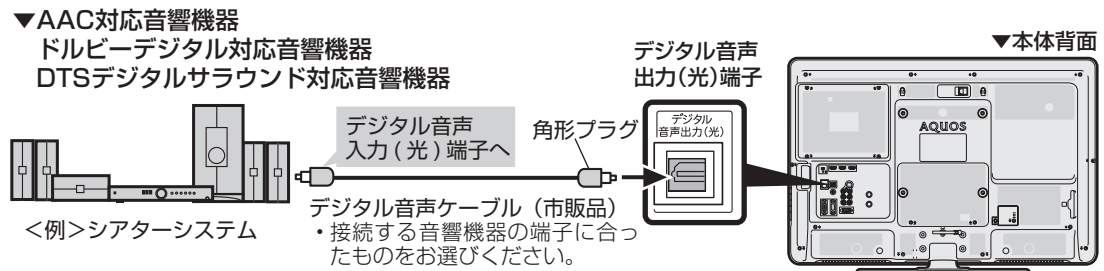 ▼AAC対応音響機器
ドルビーデジタル対応音響機器
DTSデジタルサラウンド対応音響機器
<例>シアターシステム
デジタル音声
入力(光)端子へ
角形プラグ
デジタル音声ケーブル（市販品）
・接続する音響機器の端子に合っ
たものをお選びください。
デジタル音声
出力(光)端子
デジタル
音声出力(光)
▼本体背面
AQUOS